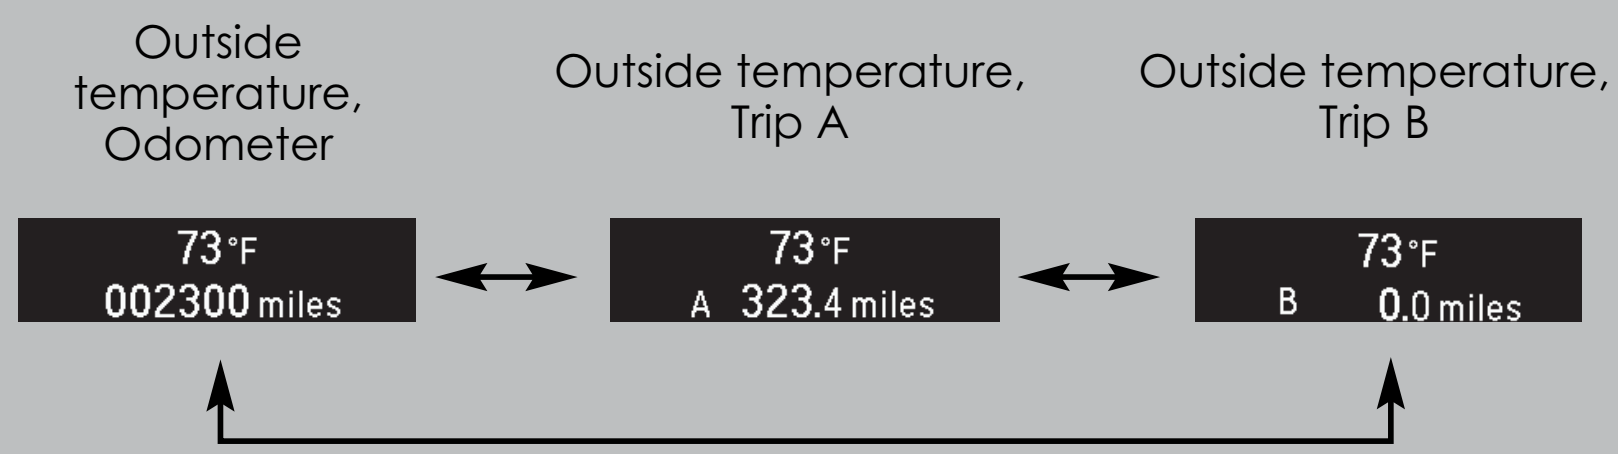 Outside
temperature,
Odometer
Outside temperature,
Trip A
Outside temperature,
Trip B
73°F
002300 miles
73°F
A 323.4 miles
73°F
B 0.0 miles